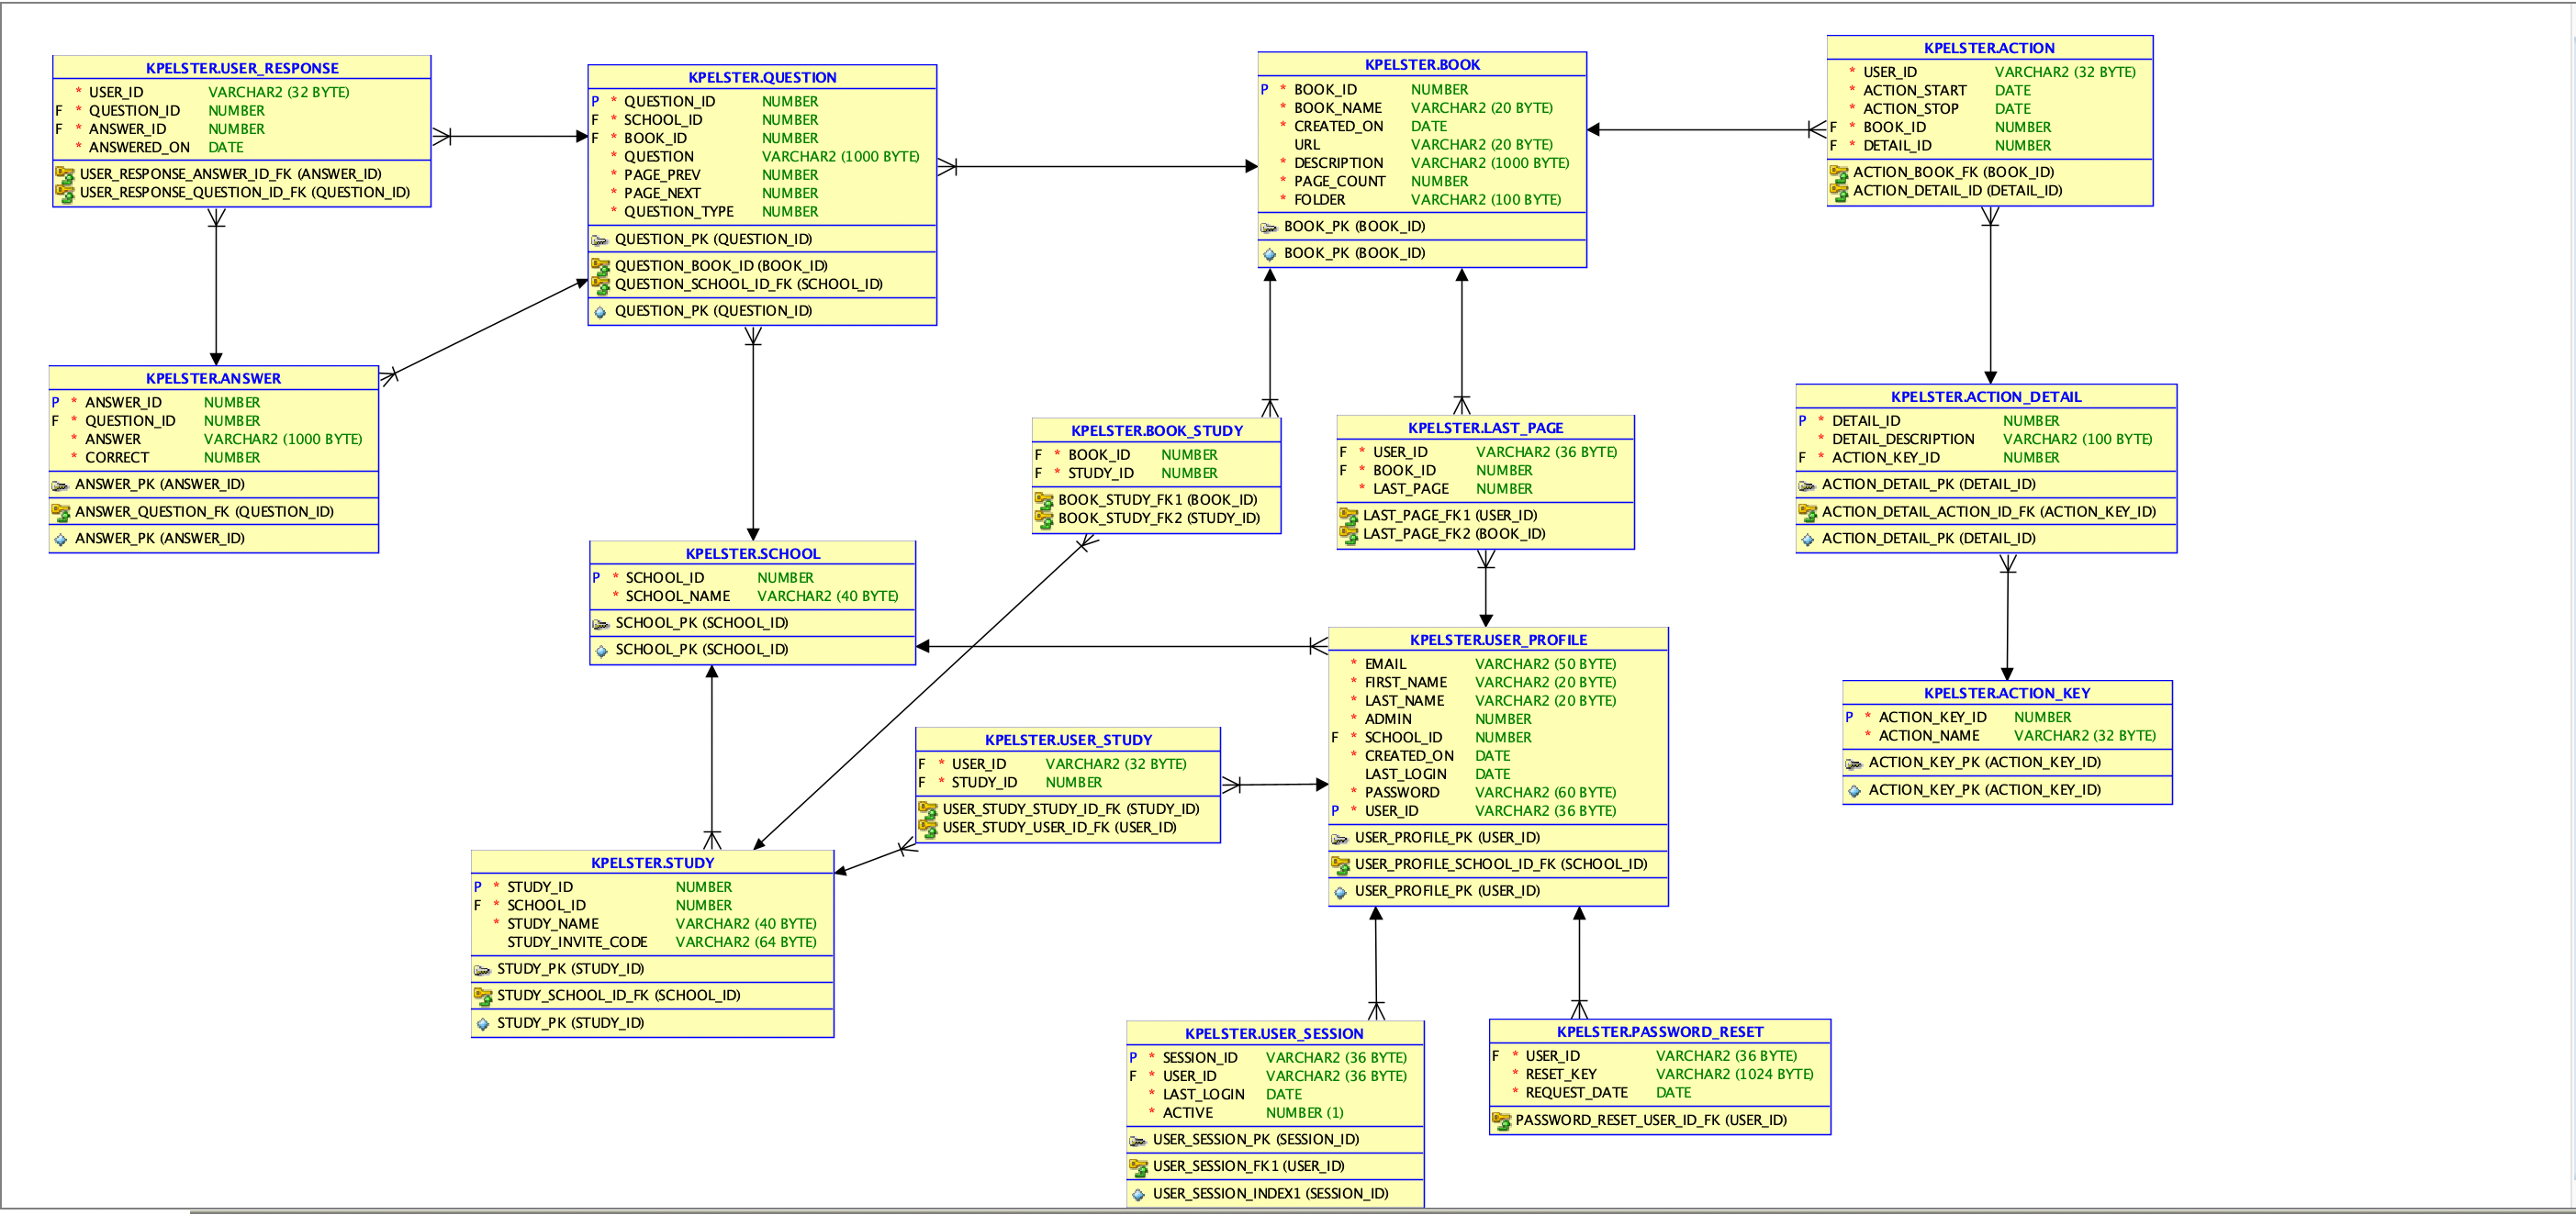 KPELSTER.USER_RESPONSE
* USER_ID VARCHAR2 (32 BYTE)
F * QUESTION_ID NUMBER
F * ANSWER_ID NUMBER
* ANSWERED_ON DATE
USER_RESPONSE_ANSWER_ID_FK (ANSWER_ID)
USER_RESPONSE_QUESTION_ID_FK (QUESTION_ID)
KPELSTER.QUESTION
P * QUESTION_ID NUMBER
F * SCHOOL_ID NUMBER
F * BOOK_ID NUMBER
* QUESTION VARCHAR2 (1000 BYTE)
* PAGE_PREV NUMBER
* PAGE_NEXT NUMBER
* QUESTION_TYPE NUMBER
QUESTION_PK (QUESTION_ID)
QUESTION_BOOK_ID (BOOK_ID)
QUESTION_SCHOOL_ID_FK (SCHOOL_ID)
QUESTION_PK (QUESTION_ID)
KPELSTER.BOOK
P * BOOK_ID NUMBER
* BOOK_NAME VARCHAR2 (20 BYTE)
* CREATED_ON DATE
URL VARCHAR2 (20 BYTE)
* DESCRIPTION VARCHAR2 (1000 BYTE)
* PAGE_COUNT NUMBER
* FOLDER VARCHAR2 (100 BYTE)
BOOK_PK (BOOK_ID)
BOOK_PK (BOOK_ID)
KPELSTER.ACTION
* USER_ID VARCHAR2 (32 BYTE)
* ACTION_START DATE
* ACTION_STOP DATE
F * BOOK_ID NUMBER
F * DETAIL_ID NUMBER
ACTION_BOOK_FK (BOOK_ID)
ACTION_DETAIL_ID (DETAIL_ID)
KPELSTER.ANSWER
P * ANSWER_ID NUMBER
F * QUESTION_ID NUMBER
* ANSWER VARCHAR2 (1000 BYTE)
* CORRECT NUMBER
ANSWER_PK (ANSWER_ID)
ANSWER_QUESTION_FK (QUESTION_ID)
ANSWER_PK (ANSWER_ID)
KPELSTER.BOOK_STUDY
F * BOOK_ID NUMBER
F * STUDY_ID NUMBER
BOOK_STUDY_FK1 (BOOK_ID)
BOOK_STUDY_FK2 (STUDY_ID)
KPELSTER.LAST_PAGE
F * USER_ID VARCHAR2 (36 BYTE)
F * BOOK_ID NUMBER
* LAST_PAGE NUMBER
LAST_PAGE_FK1 (USER_ID)
LAST_PAGE_FK2 (BOOK_ID)
KPELSTER.ACTION_DETAIL
P * DETAIL_ID NUMBER
* DETAIL_DESCRIPTION VARCHAR2 (100 BYTE)
F * ACTION_KEY_ID NUMBER
ACTION_DETAIL_PK (DETAIL_ID)
ACTION_DETAIL_ACTION_ID_FK (ACTION_KEY_ID)
ACTION_DETAIL_PK (DETAIL_ID)
KPELSTER.SCHOOL
P * SCHOOL_ID NUMBER
* SCHOOL_NAME VARCHAR2 (40 BYTE)
SCHOOL_PK (SCHOOL_ID)
SCHOOL_PK (SCHOOL_ID)
KPELSTER.USER_PROFILE
* EMAIL VARCHAR2 (50 BYTE)
* FIRST_NAME VARCHAR2 (20 BYTE)
* LAST_NAME VARCHAR2 (20 BYTE)
* ADMIN NUMBER
F * SCHOOL_ID NUMBER
* CREATED_ON DATE
LAST_LOGIN DATE
* PASSWORD VARCHAR2 (60 BYTE)
P * USER_ID VARCHAR2 (36 BYTE)
USER_PROFILE_PK (USER_ID)
USER_PROFILE_SCHOOL_ID_FK (SCHOOL_ID)
USER_PROFILE_PK (USER_ID)
KPELSTER.ACTION_KEY
P * ACTION_KEY_ID NUMBER
* ACTION_NAME VARCHAR2 (32 BYTE)
ACTION_KEY_PK (ACTION_KEY_ID)
ACTION_KEY_PK (ACTION_KEY_ID)
KPELSTER.USER_STUDY
F * USER_ID VARCHAR2 (32 BYTE)
F * STUDY_ID NUMBER
USER_STUDY_STUDY_ID_FK (STUDY_ID)
USER_STUDY_USER_ID_FK (USER_ID)
KPELSTER.STUDY
P * STUDY_ID NUMBER
F * SCHOOL_ID NUMBER
* STUDY_NAME VARCHAR2 (40 BYTE)
STUDY_INVITE_CODE VARCHAR2 (64 BYTE)
STUDY_PK (STUDY_ID)
STUDY_SCHOOL_ID_FK (SCHOOL_ID)
STUDY_PK (STUDY_ID)
KPELSTER.USER_SESSION
P * SESSION_ID VARCHAR2 (36 BYTE)
F * USER_ID VARCHAR2 (36 BYTE)
* LAST_LOGIN DATE
* ACTIVE NUMBER (1)
USER_SESSION_PK (SESSION_ID)
USER_SESSION_FK1 (USER_ID)
USER_SESSION_INDEX1 (SESSION_ID)
KPELSTER.PASSWORD_RESET
F * USER_ID VARCHAR2 (36 BYTE)
* RESET_KEY VARCHAR2 (1024 BYTE)
* REQUEST_DATE DATE
PASSWORD_RESET_USER_ID_FK (USER_ID)